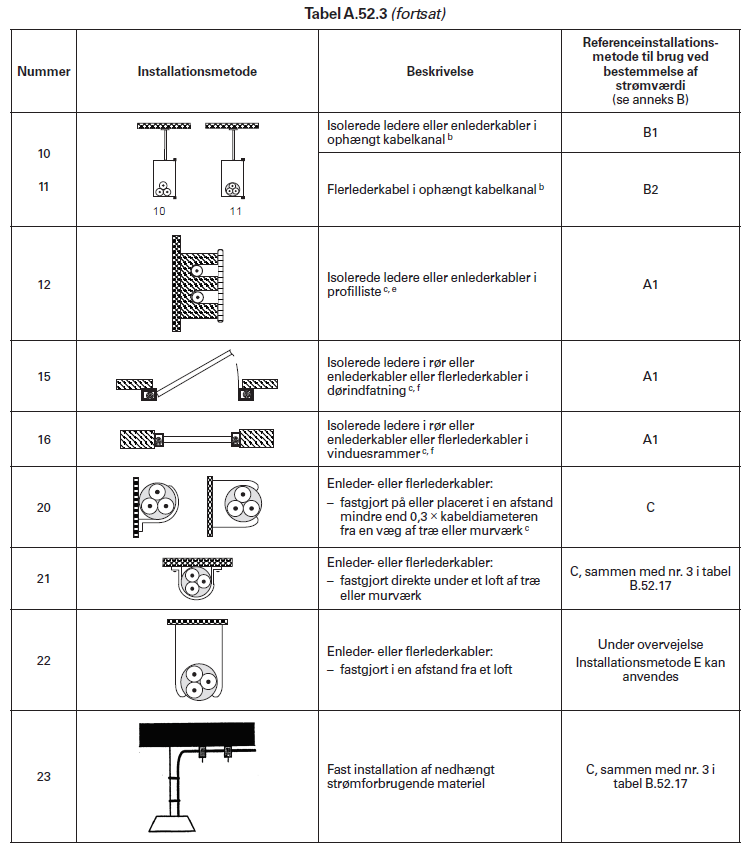 Tabel A.52.3 (fortsat)
Nummer
Installationsmetode
Beskrivelse
Referenceinstallations-
metode til brug ved
bestemmelse af
strømværdi
(se anneks B)
10
11
10
11
Isolerede ledere eller enlederkabler i
ophængt kabelkanal b
B1
Flerlederkabel i ophængt kabelkanal b
B2
12
Isolerede ledere eller enlederkabler i
profilliste c, e
A1
15
Isolerede ledere i rør eller
enlederkabler eller flerlederkabler i
dørindfatning c, f
A1
16
Isolerede ledere i rør eller
enlederkabler eller flerlederkabler i
vinduesrammer c, f
A1
20
Enleder- eller flerlederkabler:
– fastgjort på eller placeret i en afstand
mindre end 0,3 × kabeldiameteren
fra en væg af træ eller murværk c
C
21
Enleder- eller flerlederkabler:
– fastgjort direkte under et loft af træ
eller murværk
C, sammen med nr. 3 i tabel
B.52.17
22
Enleder- eller flerlederkabler:
– fastgjort i en afstand fra et loft
Under overvejelse
Installationsmetode E kan
anvendes
23
Fast installation af nedhængt
strømforbrugende materiel
C, sammen med nr. 3 i
tabel B.52.17